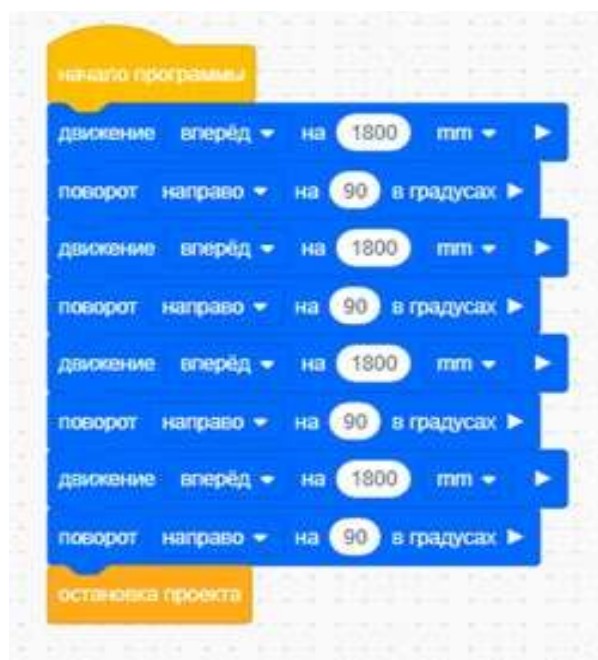 начало программы
движение вперёд на 1800 mm
поворот направо на 90 в градусах
движение вперёд на 1800 mm
поворот направо на 90 в градусах
движение вперёд на 1800 mm
поворот направо на 90 в градусах
движение вперёд на 1800 mm
поворот направо на 90 в градусах
остановка проекта